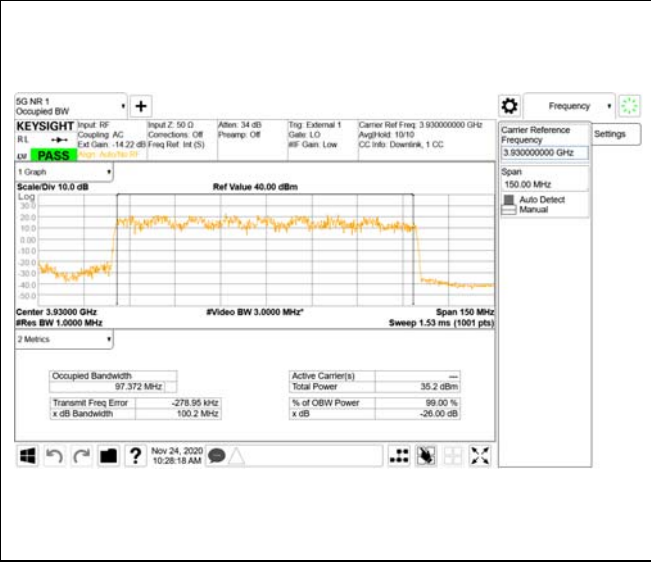 5G NR 1
Occupied BW
Frequency
KEYSIGHT
Input: RF
Input Z: 50 Ω
Atten: 34 dB
Trig: External 1
Carrier Ref Freq: 3.930000000 GHz
R L
Coupling: AC
Corrections: Off
Preamp: Off
Gate: LO
Avg|Hold: 10/10
Ext Gain: -14.22 dB
Freq Ref: Int (S)
#IF Gain: Low
CC Info: Downlink, 1 CC
LW
PASS
Align: Auto/No RF
Carrier Reference
Frequency
3.930000000 GHz
Settings
Span
150.00 MHz
Auto Detect
Manual
1 Graph
Scale/Div 10.0 dB
Ref Value 40.00 dBm
Log
30.0
20.0
10.0
0.00
-10.0
-20.0
-30.0
-40.0
-50.0
Center 3.93000 GHz
#Video BW 3.0000 MHz*
Span 150 MHz
#Res BW 1.0000 MHz
Sweep 1.53 ms (1001 pts)
2 Metrics
Occupied Bandwidth
97.372 MHz
Active Carrier(s)
—
Total Power
35.2 dBm
Transmit Freq Error
-278.95 kHz
% of OBW Power
99.00 %
x dB Bandwidth
100.2 MHz
x dB
-26.00 dB
?
Nov 24, 2020
10:28:18 AM